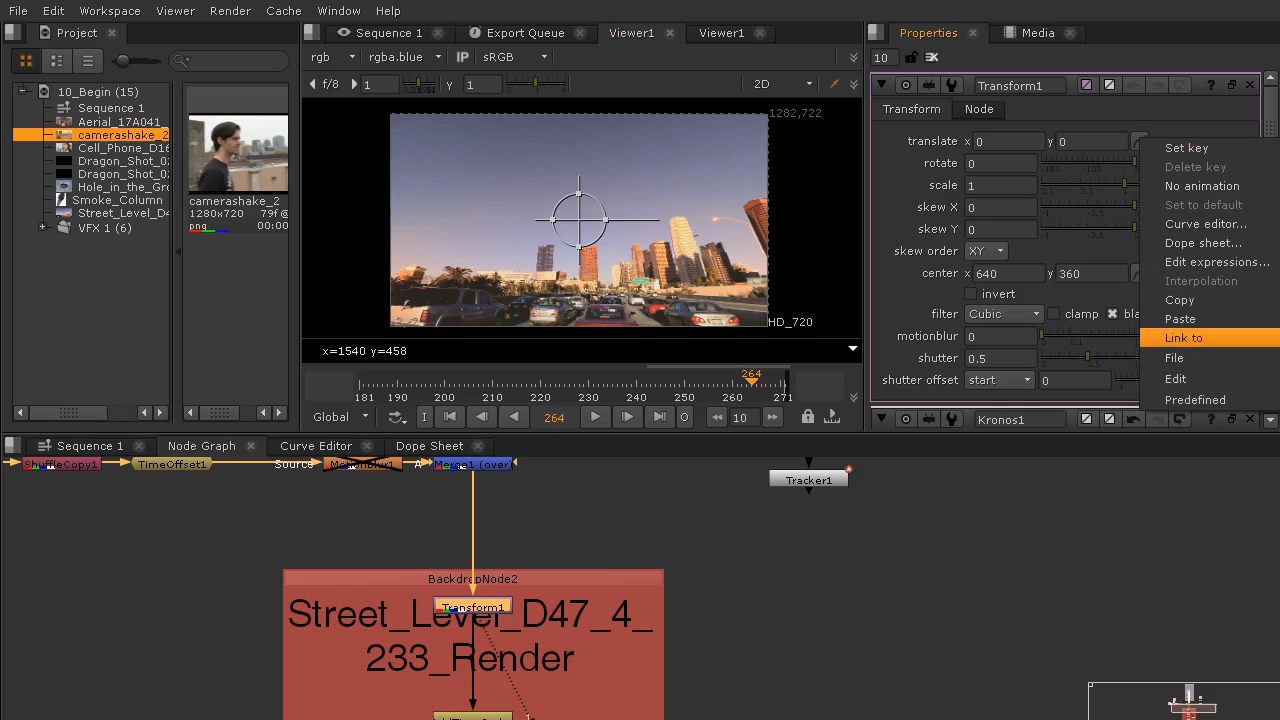 File Edit Workspace Viewer Render Cache Window Help
Project
10_Begin (15)
Sequence 1
Aerial_17A041
camerashake_2
Cell_Phone_D16
Dragon_Shot_02
Dragon_Shot_02
Hole_in_the_Gro
Smoke_Column
Street_Level_D4
VFX 1 (6)
camerashake_2
1280x720 79f@
png 00:00
Sequence 1 Export Queue Viewer1 Viewer1
rgb rgba.blue IP sRGB
f/8 1 Y 1 2D
1282,722
HD_720
x=1540 y=458
264
181 190 200 210 220 230 240 250 260 271
Global I 264 O 10
Properties Media
10
Transform1
Transform Node
translate x 0 y 0
rotate 0
scale 1
skew X 0
skew Y 0
skew order XY
center x 640 y 360
invert
filter Cubic clamp bla
motionblur 0
shutter 0.5
shutter offset start 0
Set key
Delete key
No animation
Set to default
Curve editor...
Dope sheet...
Edit expressions...
Interpolation
Copy
Paste
Link to
File
Edit
Predefined
Kronos1
Sequence 1 Node Graph Curve Editor Dope Sheet
ShuffleCopy1 TimeOffset1 Source MotionBlur1 A Merge1 (over)
Tracker1
BackdropNode2
Transform1
Street_Level_D47_4_
233_Render